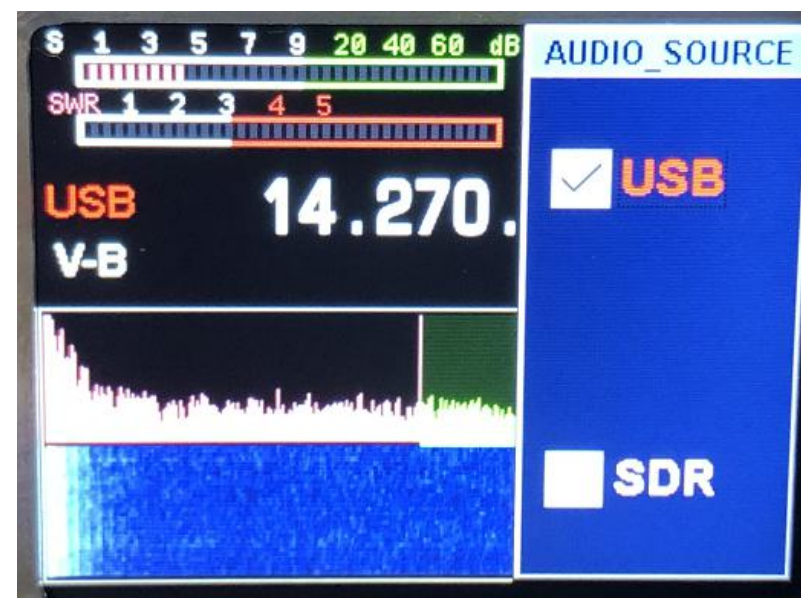 S 1 3 5 7 9 20 40 60 dB
SWR 1 2 3 4 5
USB 14.270.
V-B
AUDIO_SOURCE
USB
SDR